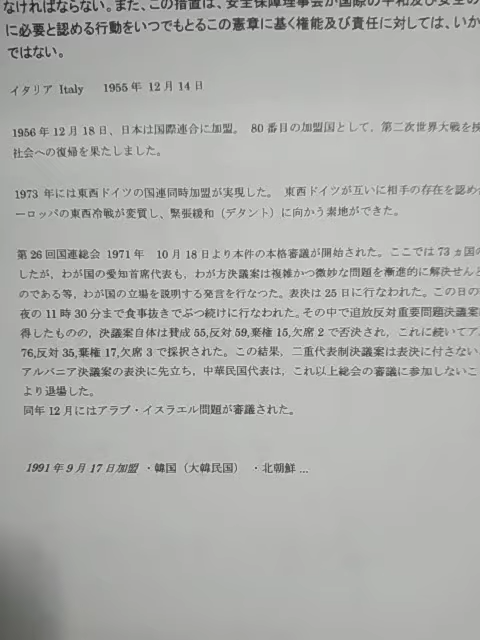 なければならない。また、この措置は、安全保障理事会が国際の平和及び安全の
に必要と認める行動をいつでもとるこの憲章に基く権能及び責任に対しては、いか
ではない。
イタリア Italy 1955 年 12 月 14 日
1956 年 12 月 18 日、日本は国際連合に加盟。 80 番目の加盟国として、第二次世界大戦を挟
社会への復帰を果たしました。
1973 年には東西ドイツの国連同時加盟が実現した。 東西ドイツが互いに相手の存在を認め
ーロッパの東西冷戦が変質し、緊張緩和（デタント）に向かう素地ができた。
第 26 回国連総会 1971 年 10 月 18 日より本件の本格審議が開始された。ここでは 73 ヵ国の
したが、わが国の愛知首席代表も、わが方決議案は複雑かつ微妙な問題を漸進的に解決せんと
のである等，わが国の立場を説明する発言を行なつた。表決は 25 日に行なわれた。この日の
夜の 11 時 30 分まで食事抜きでぶつ続けに行なわれた。その中で追放反対重要問題決議案
得したものの，決議案自体は賛成 55,反対 59,棄権 15,欠席 2 で否決され，これに続いてア
76,反対 35,棄権 17,欠席 3 で採択された。この結果，二重代表制決議案は表決に付さない
アルバニア決議案の表決に先立ち，中華民国代表は，これ以上総会の審議に参加しないこ
より退場した。
同年 12 月にはアラブ・イスラエル問題が審議された。
1991 年 9 月 17 日加盟 ・韓国（大韓民国） ・北朝鮮 ...